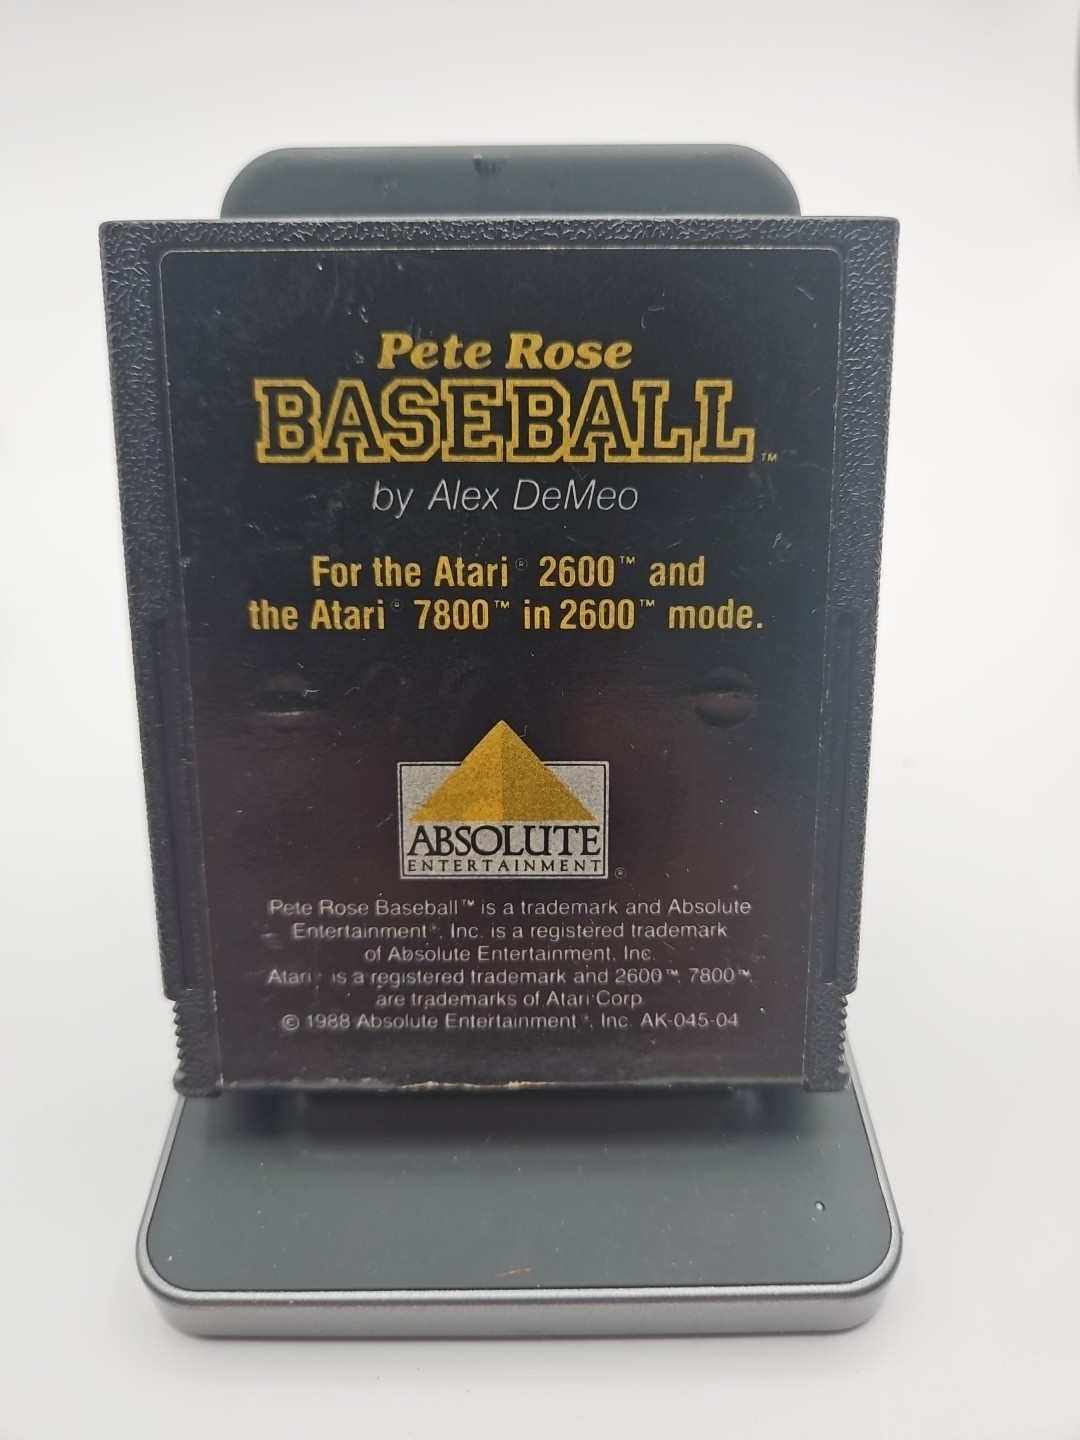 Pete Rose
BASEBALL™
by Alex DeMeo
For the Atari® 2600™ and
the Atari® 7800™ in 2600™ mode.
ABSOLUTE
ENTERTAINMENT®
Pete Rose Baseball™ is a trademark and Absolute
Entertainment®, Inc. is a registered trademark
of Absolute Entertainment, Inc.
Atari® is a registered trademark and 2600™, 7800™
are trademarks of Atari Corp.
© 1988 Absolute Entertainment®, Inc. AK-045-04